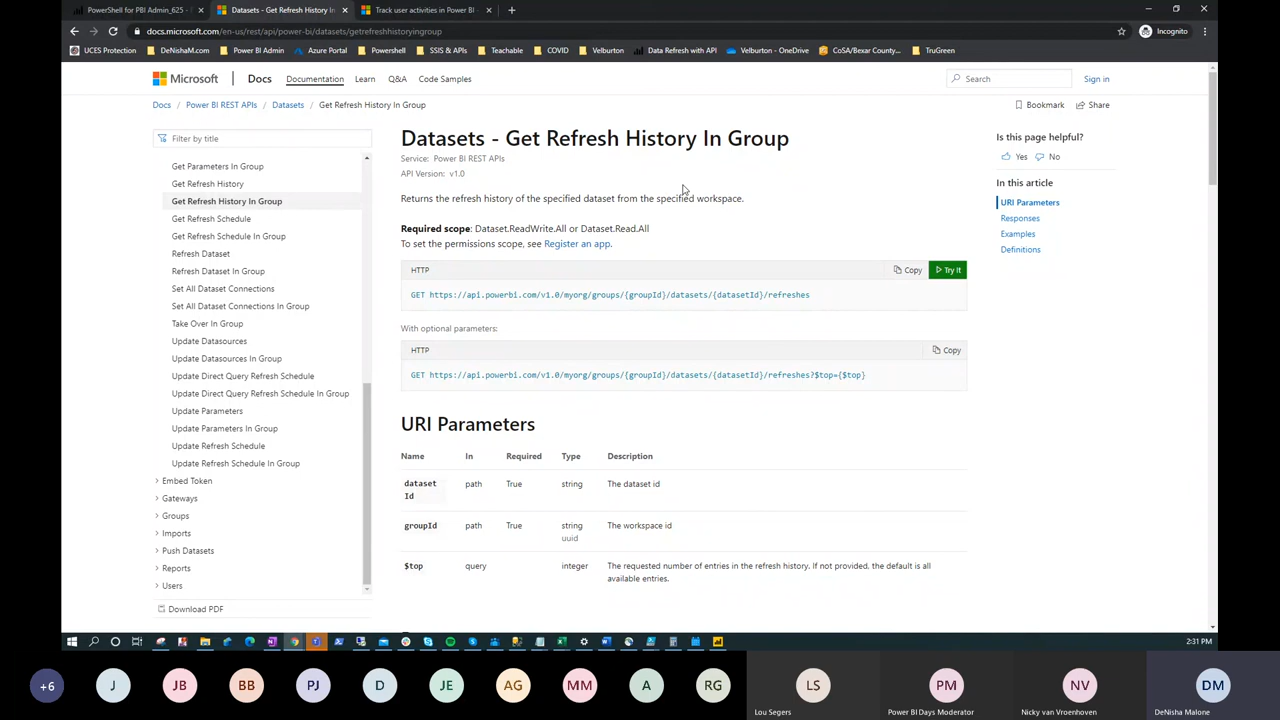 PowerShell for PBI Admin_625 -
Datasets - Get Refresh History In
Track user activities in Power BI
docs.microsoft.com/en-us/rest/api/power-bi/datasets/getrefreshhistoryingroup
Incognito
UCES Protection
DeNishaM.com
Power BI Admin
Azure Portal
Powershell
SSIS & APIs
Teachable
COVID
Velburton
Data Refresh with API
Velburton - OneDrive
CoSA/Bexar County...
TruGreen
Microsoft
Docs
Documentation
Learn
Q&A
Code Samples
Search
Sign in
Docs / Power BI REST APIs / Datasets / Get Refresh History In Group
Bookmark
Share
Filter by title
Get Parameters In Group
Get Refresh History
Get Refresh History In Group
Get Refresh Schedule
Get Refresh Schedule In Group
Refresh Dataset
Refresh Dataset In Group
Set All Dataset Connections
Set All Dataset Connections In Group
Take Over In Group
Update Datasources
Update Datasources In Group
Update Direct Query Refresh Schedule
Update Direct Query Refresh Schedule In Group
Update Parameters
Update Parameters In Group
Update Refresh Schedule
Update Refresh Schedule In Group
Embed Token
Gateways
Groups
Imports
Push Datasets
Reports
Users
Download PDF
Datasets - Get Refresh History In Group
Service: Power BI REST APIs
API Version: v1.0
Returns the refresh history of the specified dataset from the specified workspace.
Required scope: Dataset.ReadWrite.All or Dataset.Read.All
To set the permissions scope, see Register an app.
HTTP
Copy
Try It
GET https://api.powerbi.com/v1.0/myorg/groups/{groupId}/datasets/{datasetId}/refreshes
With optional parameters:
HTTP
Copy
GET https://api.powerbi.com/v1.0/myorg/groups/{groupId}/datasets/{datasetId}/refreshes?$top={$top}
URI Parameters
Name In Required Type Description
dataset path True string The dataset id
Id
groupId path True string The workspace id
uuid
$top query integer The requested number of entries in the refresh history. If not provided, the default is all
available entries.
Is this page helpful?
Yes No
In this article
URI Parameters
Responses
Examples
Definitions
2:31 PM
+6
J
JB
BB
PJ
D
JE
AG
MM
A
RG
LS
PM
NV
DM
Lou Segers
Power BI Days Moderator
Nicky van Vroenhoven
DeNisha Malone